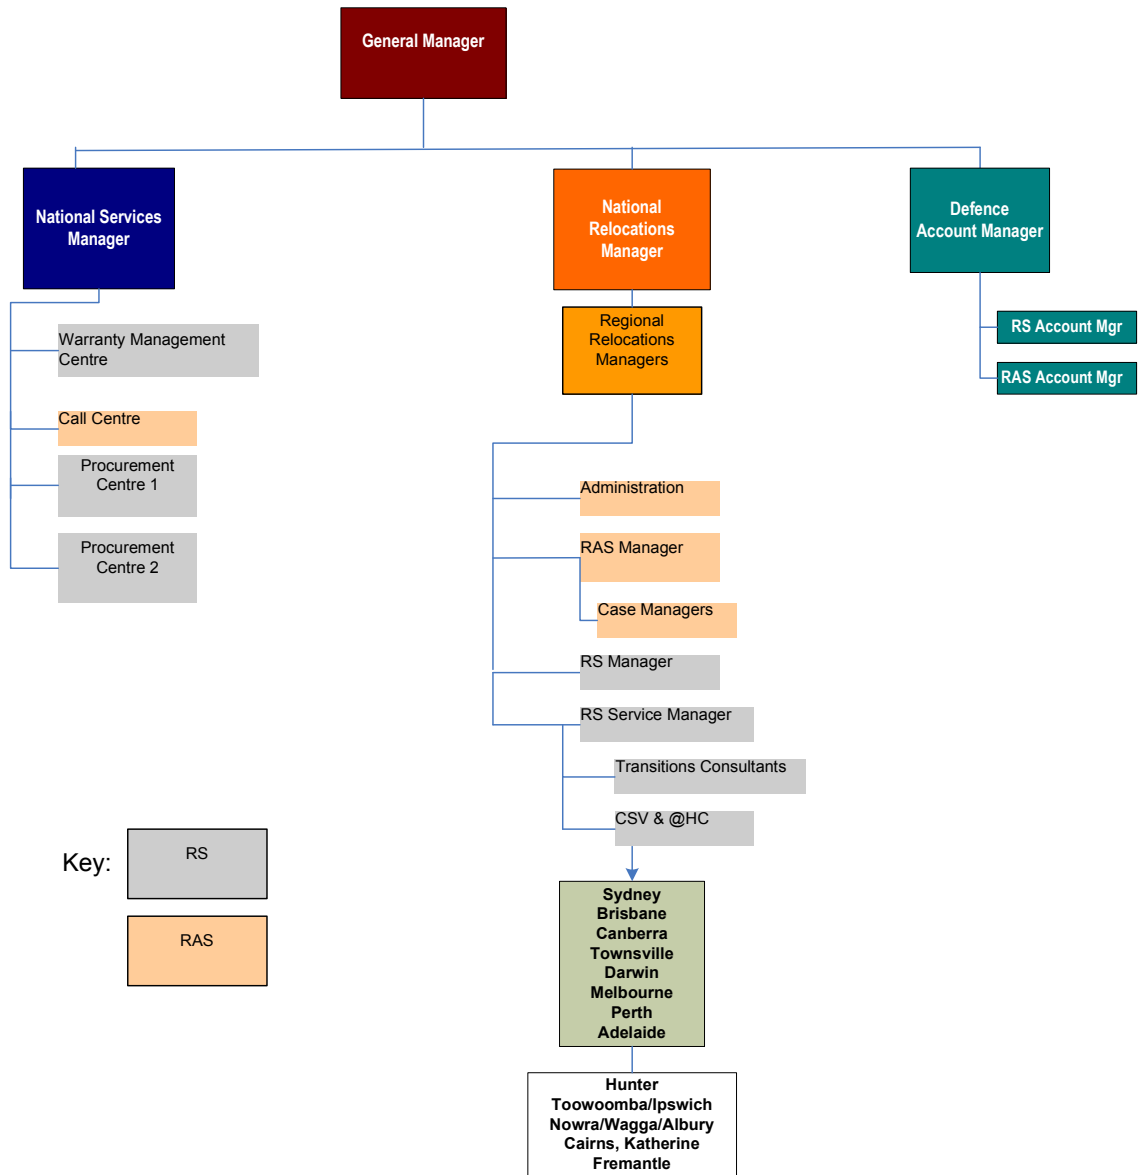 General Manager
National Services
Manager
National
Relocations
Manager
Defence
Account Manager
Regional
Relocations
Managers
RS Account Mgr
RAS Account Mgr
Warranty Management
Centre
Call Centre
Procurement
Centre 1
Procurement
Centre 2
Administration
RAS Manager
Case Managers
RS Manager
RS Service Manager
Transitions Consultants
CSV & @HC
Key:
RS
RAS
Sydney
Brisbane
Canberra
Townsville
Darwin
Melbourne
Perth
Adelaide
Hunter
Toowoomba/Ipswich
Nowra/Wagga/Albury
Cairns, Katherine
Fremantle